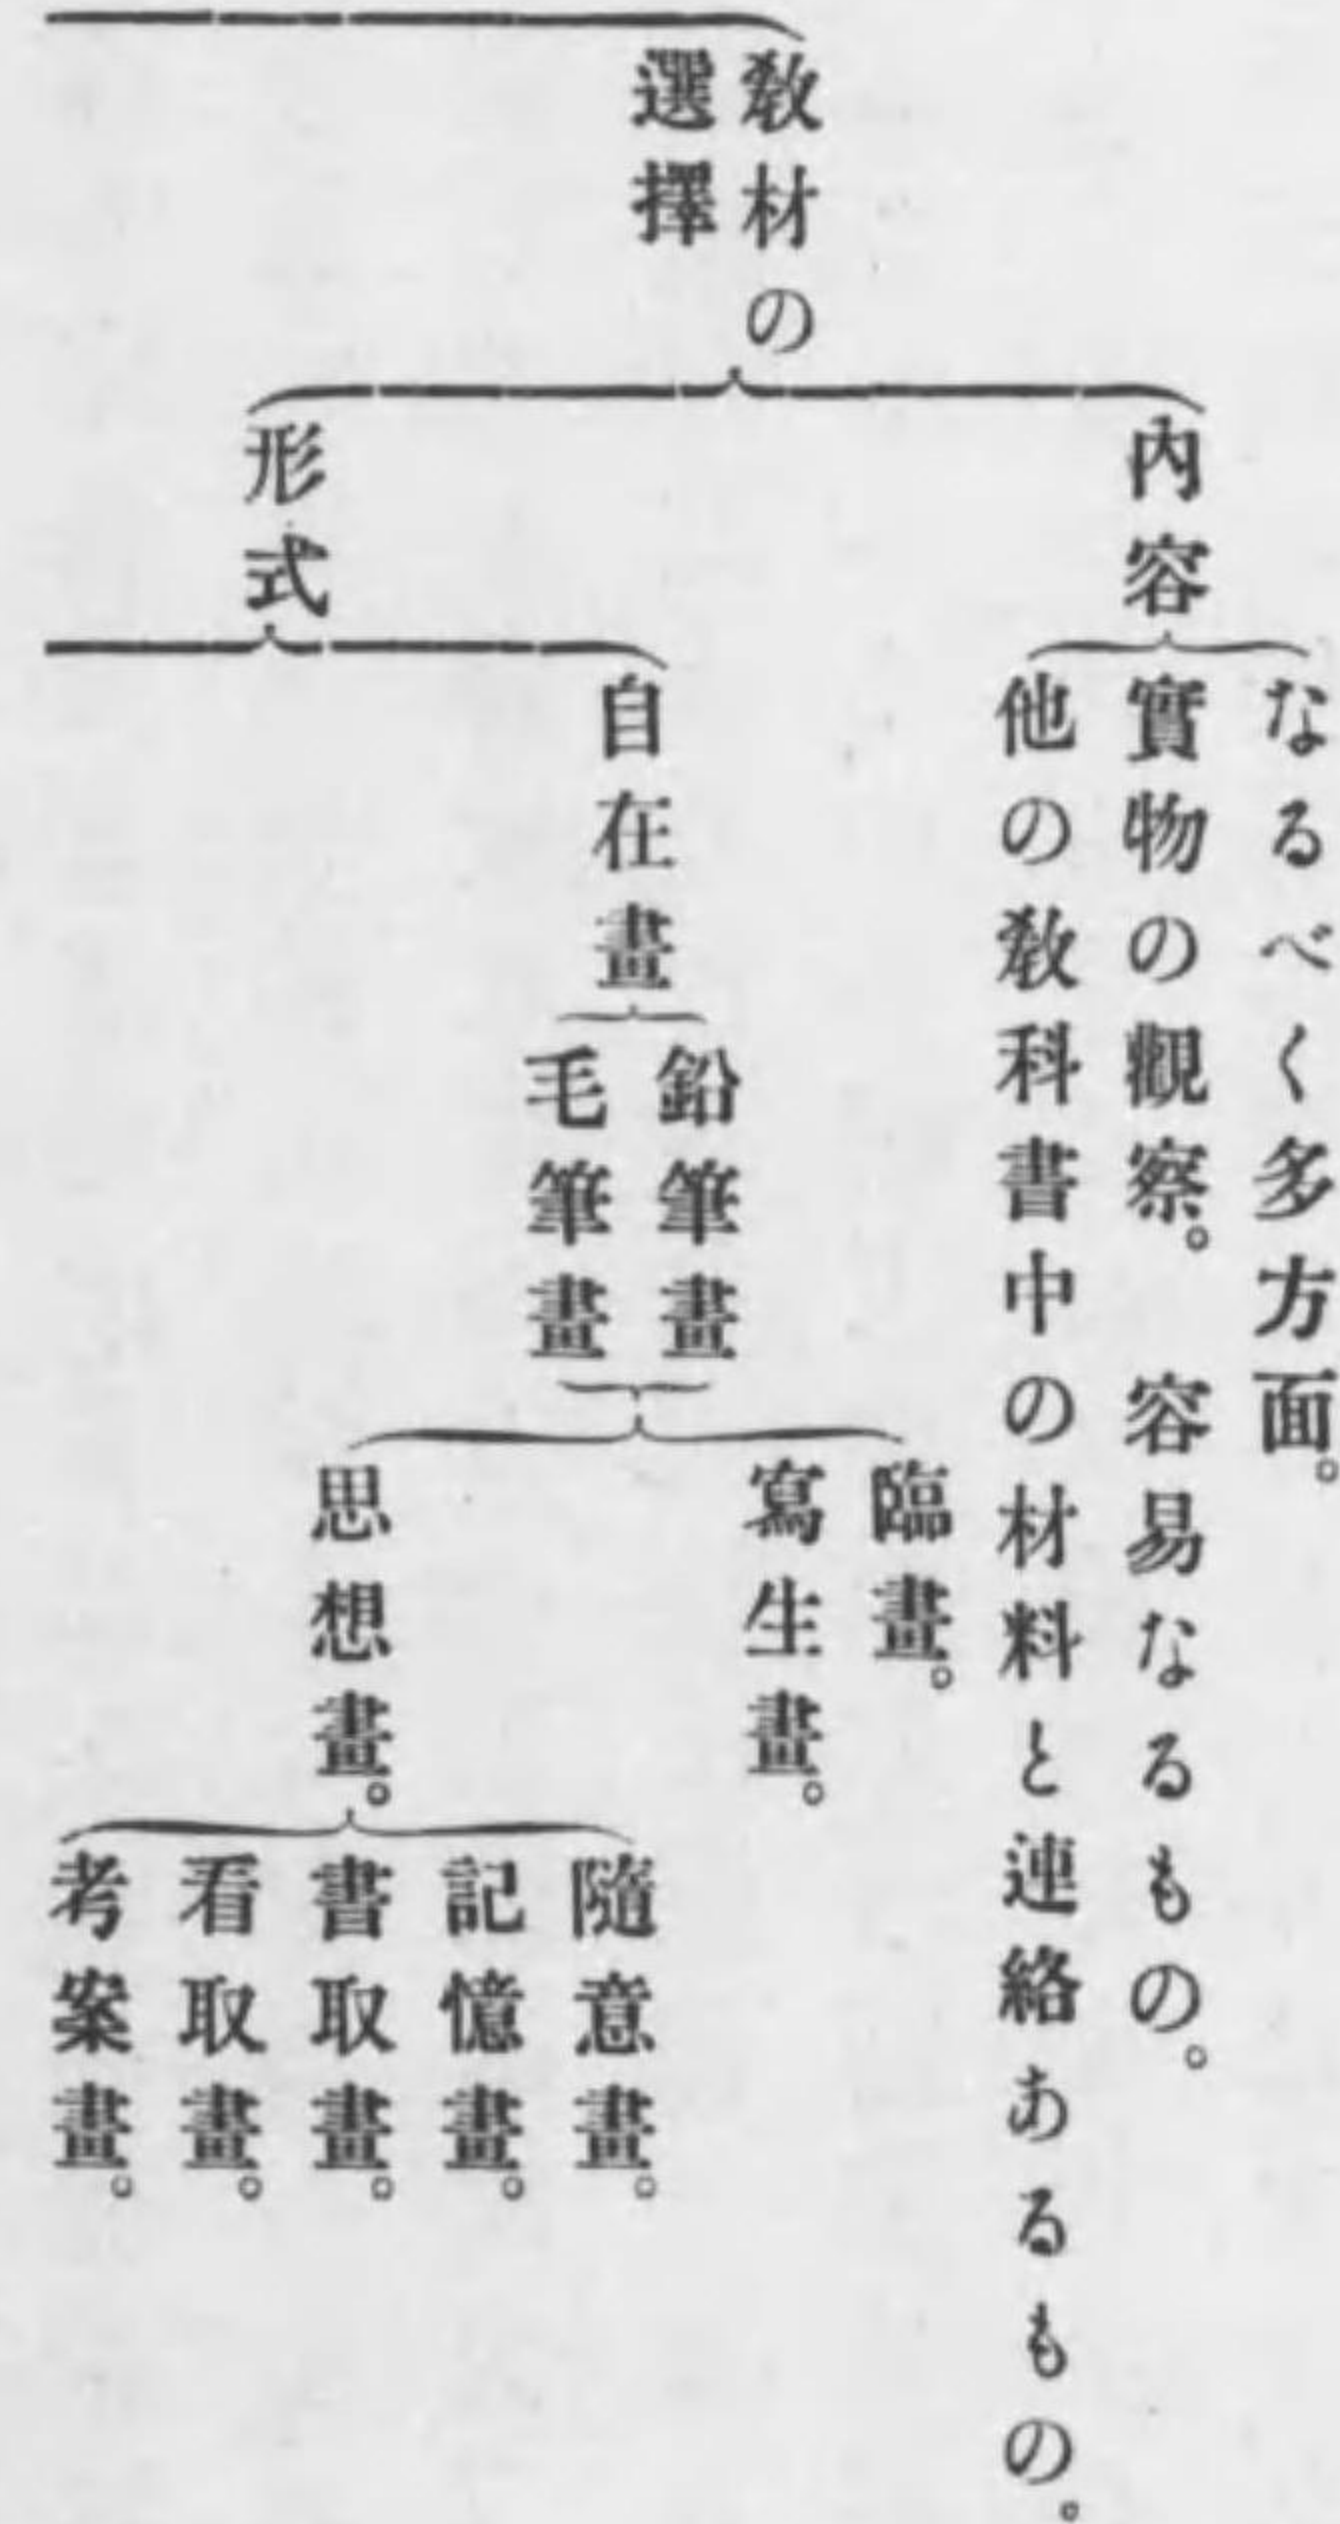 教材の
選擇
內容
なるべく多方面。
實物の觀察。 容易なるもの。
他の教科書中の材料と連絡あるもの。
形式
自在畫
鉛筆畫
毛筆畫
臨畫。
寫生畫。
思想畫。
隨意畫。
記憶畫。
書取畫。
看取畫。
考案畫。